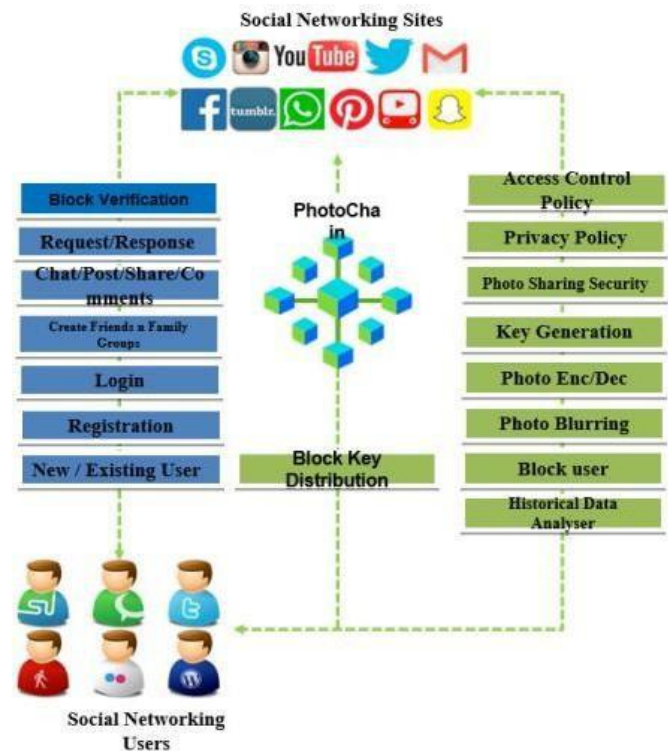 Social Networking Sites
You Tube
tumblr.
Block Verification
Request/Response
Chat/Post/Share/Co
mments
Create Friends n Family
Groups
Login
Registration
New / Existing User
PhotoCha
in
Block Key
Distribution
Access Control
Policy
Privacy Policy
Photo Sharing Security
Key Generation
Photo Enc/Dec
Photo Blurring
Block user
Historical Data
Analyser
Social Networking
Users